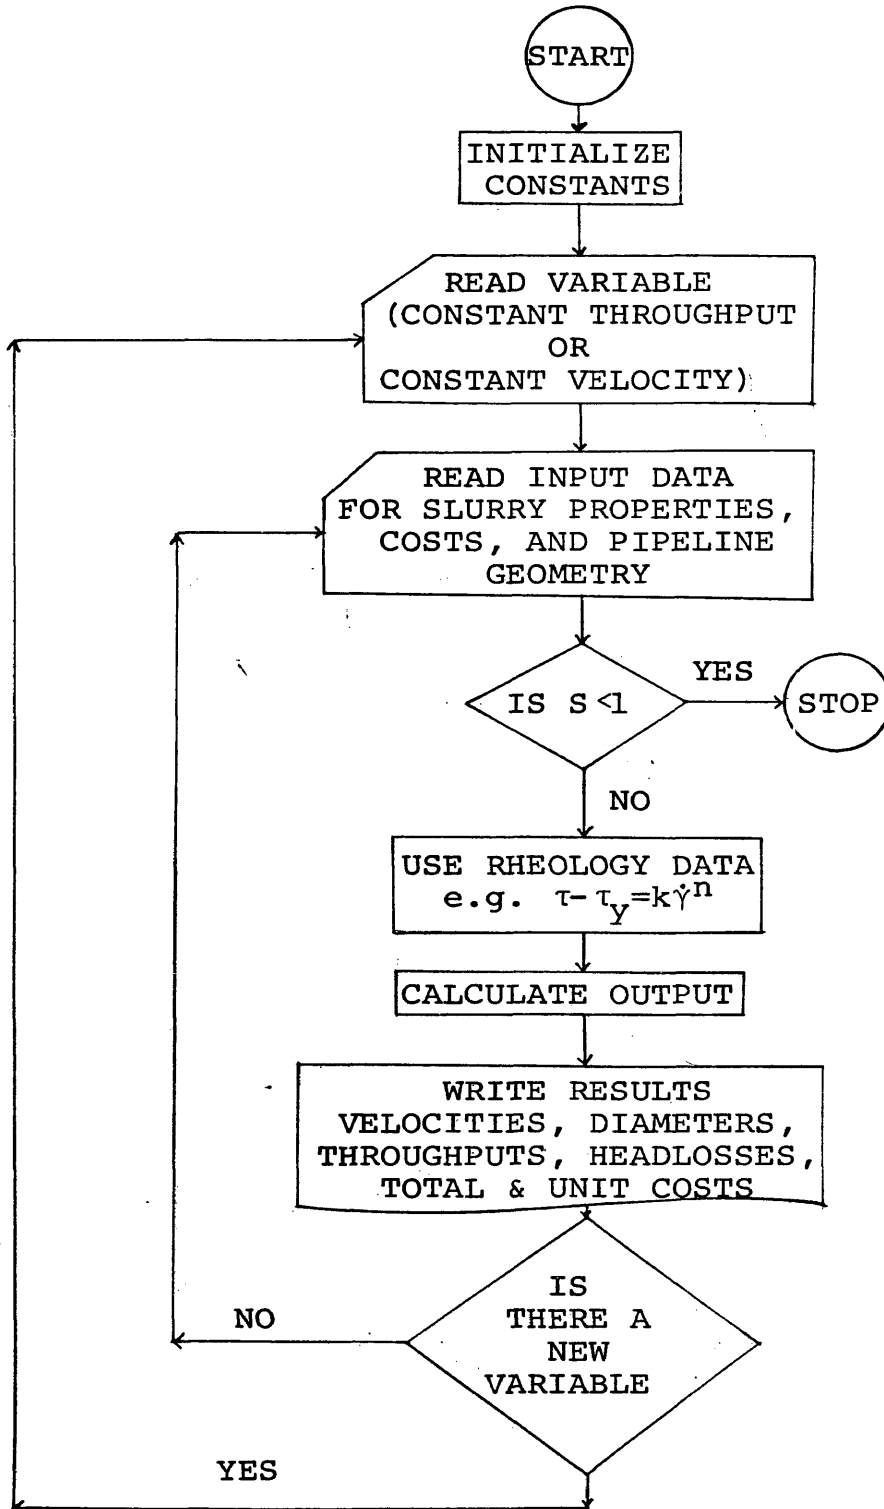 START
INITIALIZE
CONSTANTS
READ VARIABLE
(CONSTANT THROUGHPUT
OR
CONSTANT VELOCITY)
READ INPUT DATA
FOR SLURRY PROPERTIES,
COSTS, AND PIPELINE
GEOMETRY
IS S<1
YES
STOP
NO
USE RHEOLOGY DATA
e.g. τ-τ_y=kγ̇^n
CALCULATE OUTPUT
WRITE RESULTS
VELOCITIES, DIAMETERS,
THROUGHPUTS, HEADLOSSES,
TOTAL & UNIT COSTS
IS
THERE A
NEW
VARIABLE
NO
YES